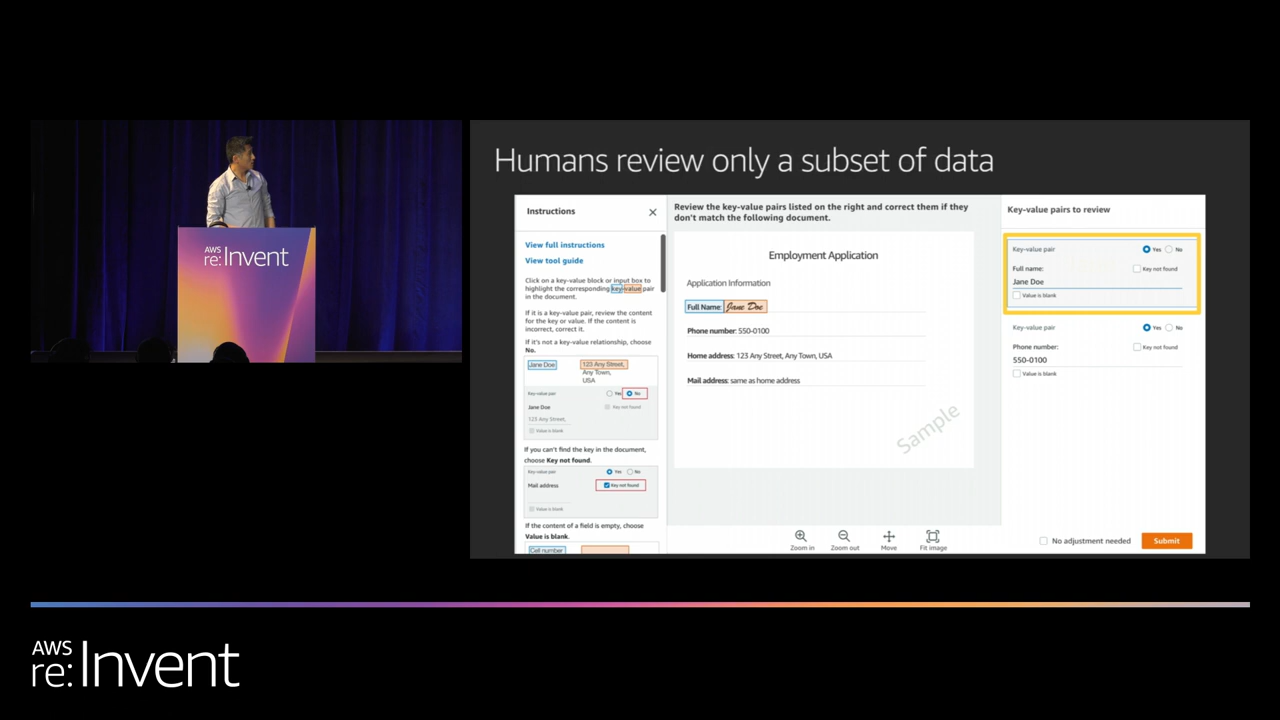 AWS
re:Invent
Humans review only a subset of data
Instructions
View full instructions
View tool guide
Click on a key-value block or input box to
highlight the corresponding key-value pair
in the document.
If it is a key-value pair, review the content
for the key or value. If the content is
incorrect, correct it.
If it's not a key-value relationship, choose
No.
Jane Doe
123 Any Street,
Any Town,
USA
Key-value pair
Yes
No
Jane Doe
Key not found
123 Any Street,
Value is blank
If you can't find the key in the document,
choose Key not found.
Key-value pair
Yes
No
Mail address
Key not found
Value is blank
If the content of a field is empty, choose
Value is blank.
Cell number
Review the key-value pairs listed on the right and correct them if they
don't match the following document.
Employment Application
Application Information
Full Name: Jane Doe
Phone number: 550-0100
Home address: 123 Any Street, Any Town, USA
Mail address: same as home address
Sample
Zoom in
Zoom out
Move
Fit image
Key-value pairs to review
Key-value pair
Yes
No
Full name:
Key not found
Jane Doe
Value is blank
Key-value pair
Yes
No
Phone number:
Key not found
550-0100
Value is blank
No adjustment needed
Submit
AWS
re:Invent